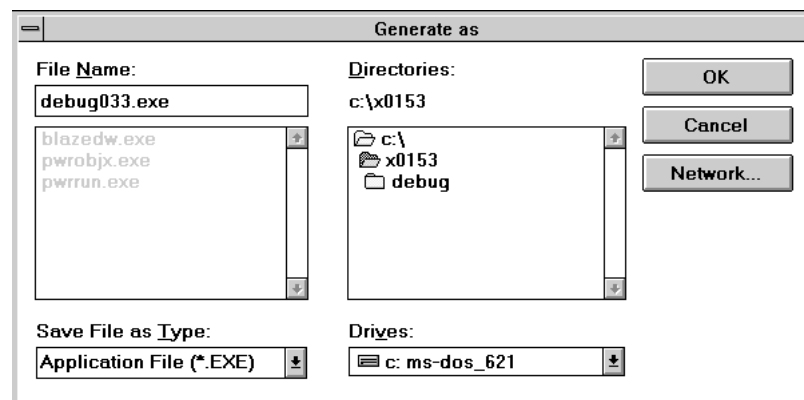 Generate as
File Name:
debug033.exe
blazedw.exe
pwrobjx.exe
pwrrun.exe
Save File as Type:
Application File (*.EXE)
Directories:
c:\x0153
c:\
x0153
debug
Drives:
c: ms-dos_621
OK
Cancel
Network...